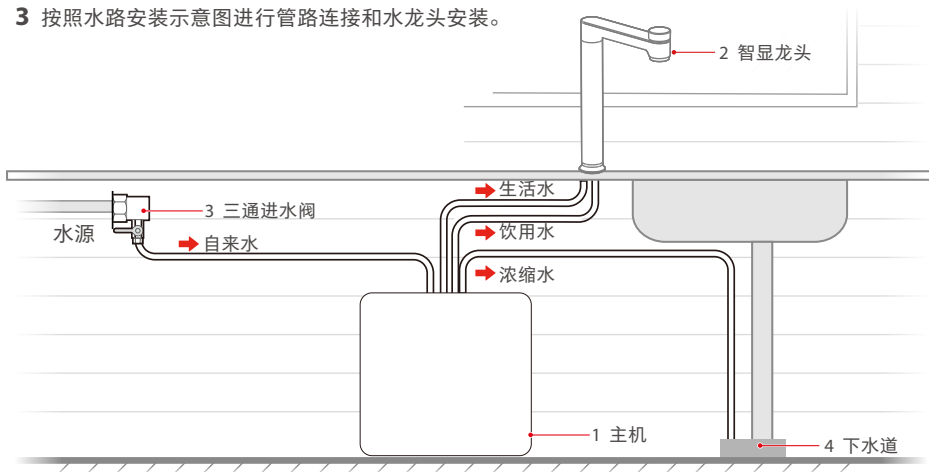 3 按照水路安装示意图进行管路连接和水龙头安装。
2 智显龙头
生活水
3 三通进水阀
水源
自来水
饮用水
浓缩水
1 主机
4 下水道